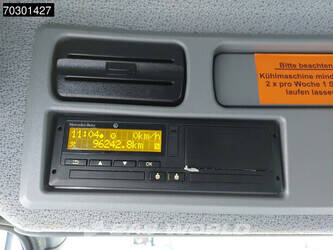 70301427
Bitte beachten
Kühlmaschine mind
2 x pro Woche 1 S
laufen lassen
Mercedes-Benz
11:04 0km/h
96242.8km
OK